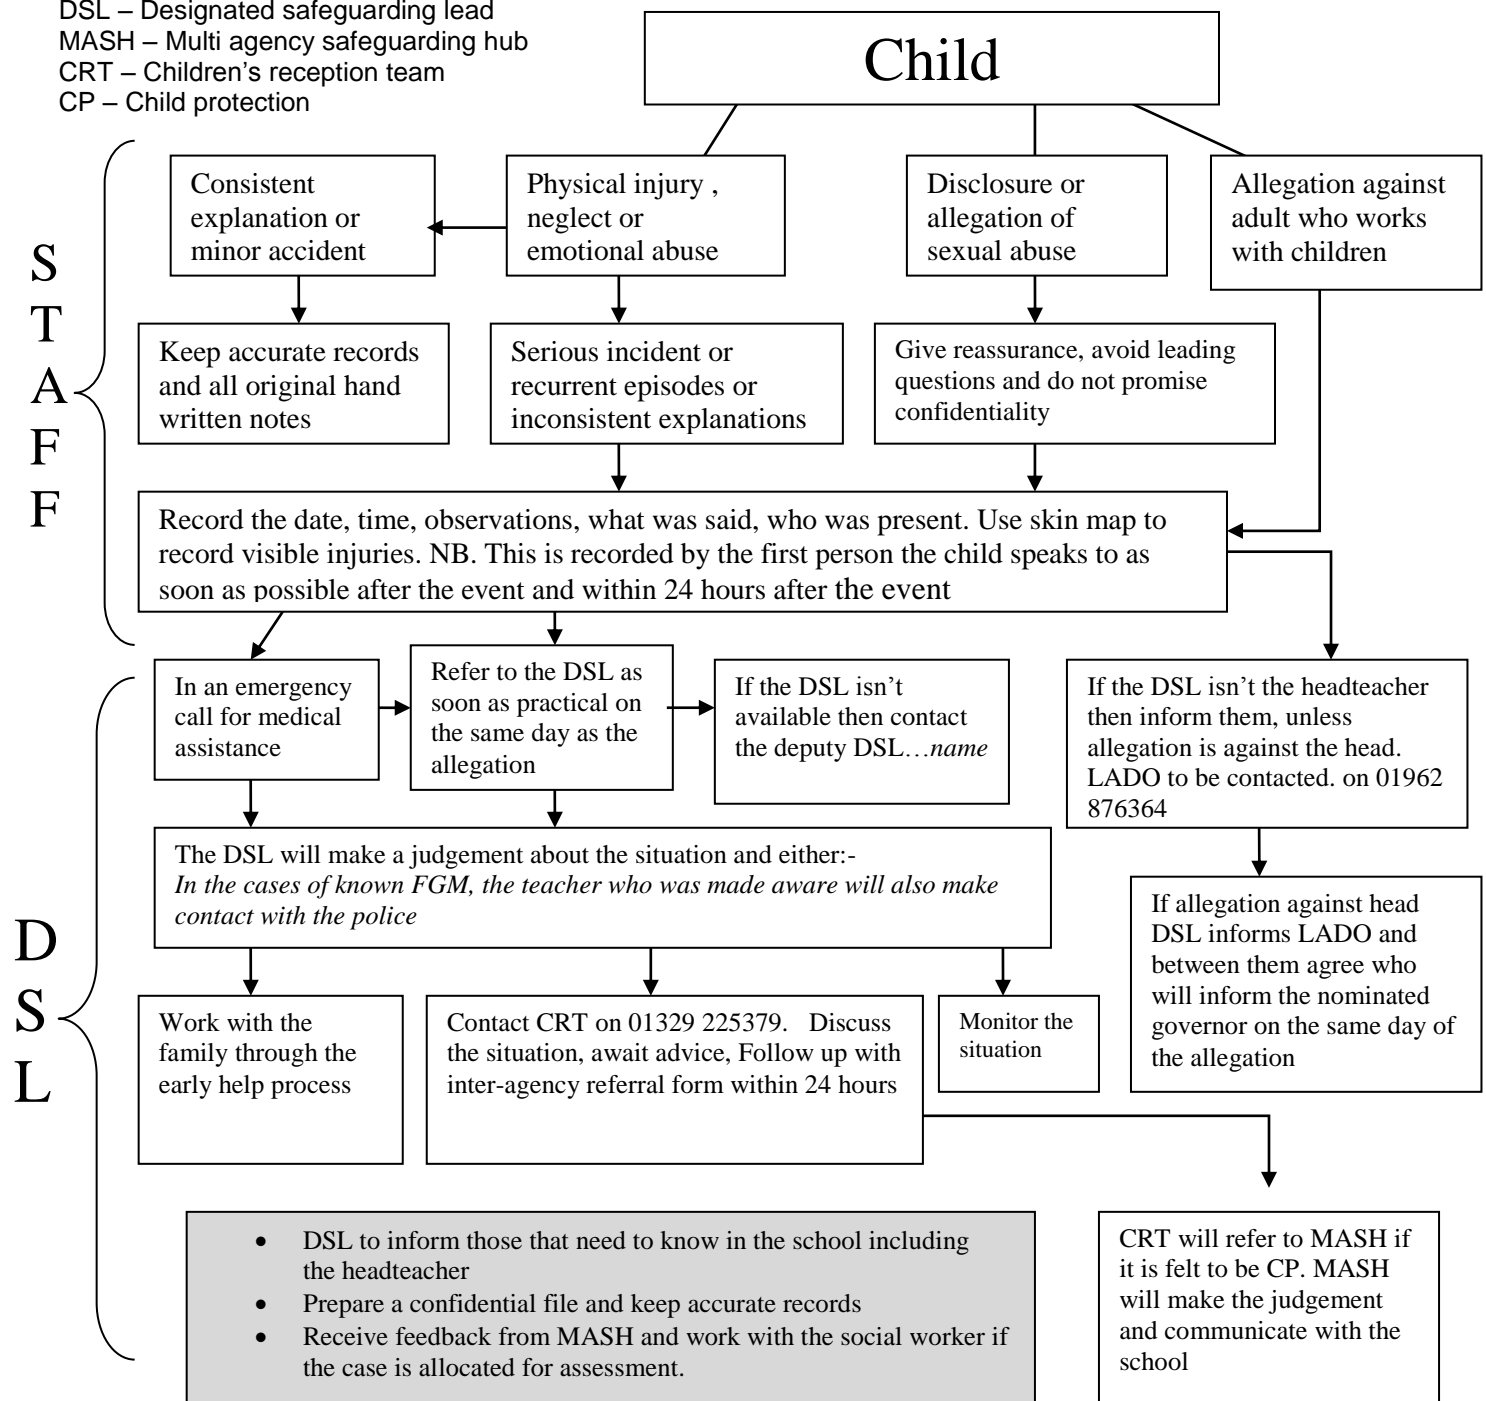 DSL – Designated safeguarding lead
MASH – Multi agency safeguarding hub
CRT – Children's reception team
CP – Child protection
Child
S
T
A
F
F
Consistent
explanation or
minor accident
Physical injury ,
neglect or
emotional abuse
Disclosure or
allegation of
sexual abuse
Allegation against
adult who works
with children
Keep accurate records
and all original hand
written notes
Serious incident or
recurrent episodes or
inconsistent explanations
Give reassurance, avoid leading
questions and do not promise
confidentiality
Record the date, time, observations, what was said, who was present. Use skin map to
record visible injuries. NB. This is recorded by the first person the child speaks to as
soon as possible after the event and within 24 hours after the event
D
S
L
In an emergency
call for medical
assistance
Refer to the DSL as
soon as practical on
the same day as the
allegation
If the DSL isn't
available then contact
the deputy DSL…name
If the DSL isn't the headteacher
then inform them, unless
allegation is against the head.
LADO to be contacted. on 01962
876364
The DSL will make a judgement about the situation and either:-
In the cases of known FGM, the teacher who was made aware will also make
contact with the police
If allegation against head
DSL informs LADO and
between them agree who
will inform the nominated
governor on the same day of
the allegation
Work with the
family through the
early help process
Contact CRT on 01329 225379.   Discuss
the situation, await advice, Follow up with
inter-agency referral form within 24 hours
Monitor the
situation
• DSL to inform those that need to know in the school including
the headteacher
• Prepare a confidential file and keep accurate records
• Receive feedback from MASH and work with the social worker if
the case is allocated for assessment.
CRT will refer to MASH if
it is felt to be CP. MASH
will make the judgement
and communicate with the
school